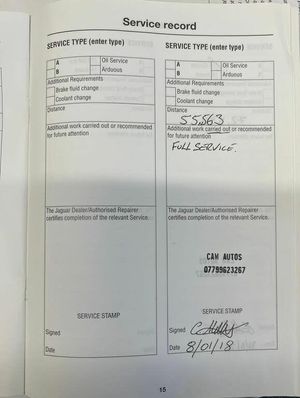 Service record
SERVICE TYPE (enter type)
A
Oil Service
B
Arduous
Additional Requirements
Brake fluid change
Coolant change
Distance
Additional work carried out or recommended
for future attention
The Jaguar Dealer/Authorised Repairer
certifies completion of the relevant Service.
SERVICE STAMP
Signed
Date
SERVICE TYPE (enter type)
A
Oil Service
B
Arduous
Additional Requirements
Brake fluid change
Coolant change
Distance
55,563
Additional work carried out or recommended
for future attention
FULL SERVICE.
The Jaguar Dealer/Authorised Repairer
certifies completion of the relevant Service.
CAM AUTOS
07799623267
SERVICE STAMP
Signed
Date 8/01/18
15